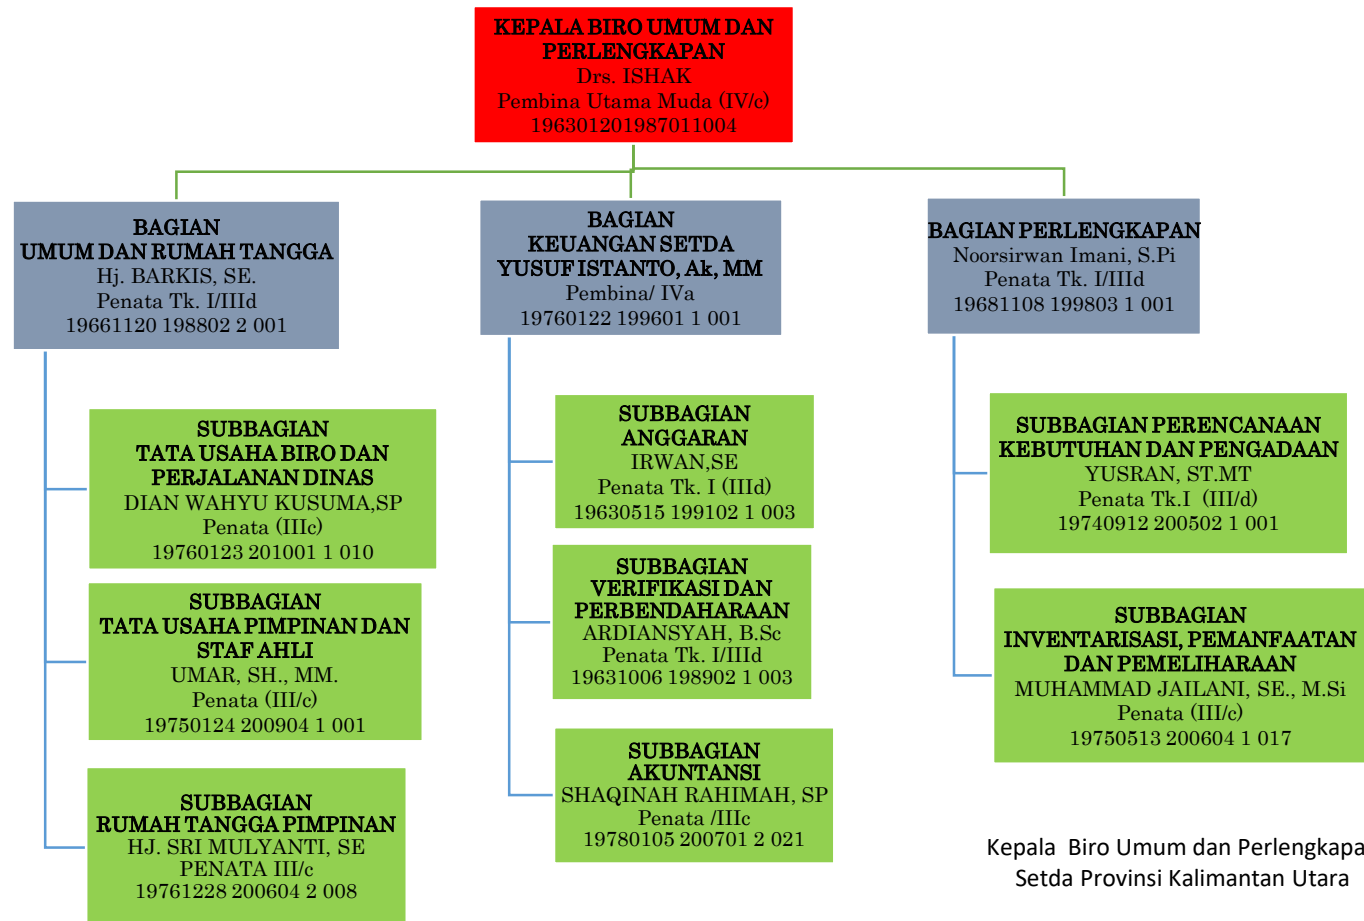 KEPALA BIRO UMUM DAN
PERLENGKAPAN
Drs. ISHAK
Pembina Utama Muda (IV/c)
196301201987011004
BAGIAN
UMUM DAN RUMAH TANGGA
Hj. BARKIS, SE.
Penata Tk. I/IIId
19661120 198802 2 001
BAGIAN
KEUANGAN SETDA
YUSUF ISTANTO, Ak, MM
Pembina/ IVa
19760122 199601 1 001
BAGIAN PERLENGKAPAN
Noorsirwan Imani, S.Pi
Penata Tk. I/IIId
19681108 199803 1 001
SUBBAGIAN
TATA USAHA BIRO DAN
PERJALANAN DINAS
DIAN WAHYU KUSUMA,SP
Penata (IIIc)
19760123 201001 1 010
SUBBAGIAN
TATA USAHA PIMPINAN DAN
STAF AHLI
UMAR, SH., MM.
Penata (III/c)
19750124 200904 1 001
SUBBAGIAN
RUMAH TANGGA PIMPINAN
HJ. SRI MULYANTI, SE
PENATA III/c
19761228 200604 2 008
SUBBAGIAN
ANGGARAN
IRWAN,SE
Penata Tk. I (IIId)
19630515 199102 1 003
SUBBAGIAN
VERIFIKASI DAN
PERBENDAHARAAN
ARDIANSYAH, B.Sc
Penata Tk. I/IIId
19631006 198902 1 003
SUBBAGIAN
AKUNTANSI
SHAQINAH RAHIMAH, SP
Penata /IIIc
19780105 200701 2 021
SUBBAGIAN PERENCANAAN
KEBUTUHAN DAN PENGADAAN
YUSRAN, ST.MT
Penata Tk.I (III/d)
19740912 200502 1 001
SUBBAGIAN
INVENTARISASI, PEMANFAATAN
DAN PEMELIHARAAN
MUHAMMAD JAILANI, SE., M.Si
Penata (III/c)
19750513 200604 1 017
Kepala Biro Umum dan Perlengkapa
Setda Provinsi Kalimantan Utara